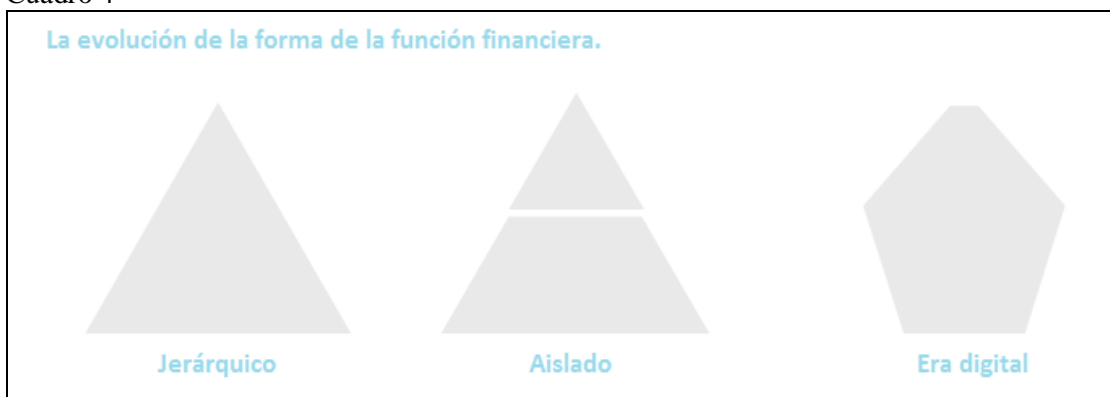 La evolución de la forma de la función financiera.
Jerárquico
Aislado
Era digital